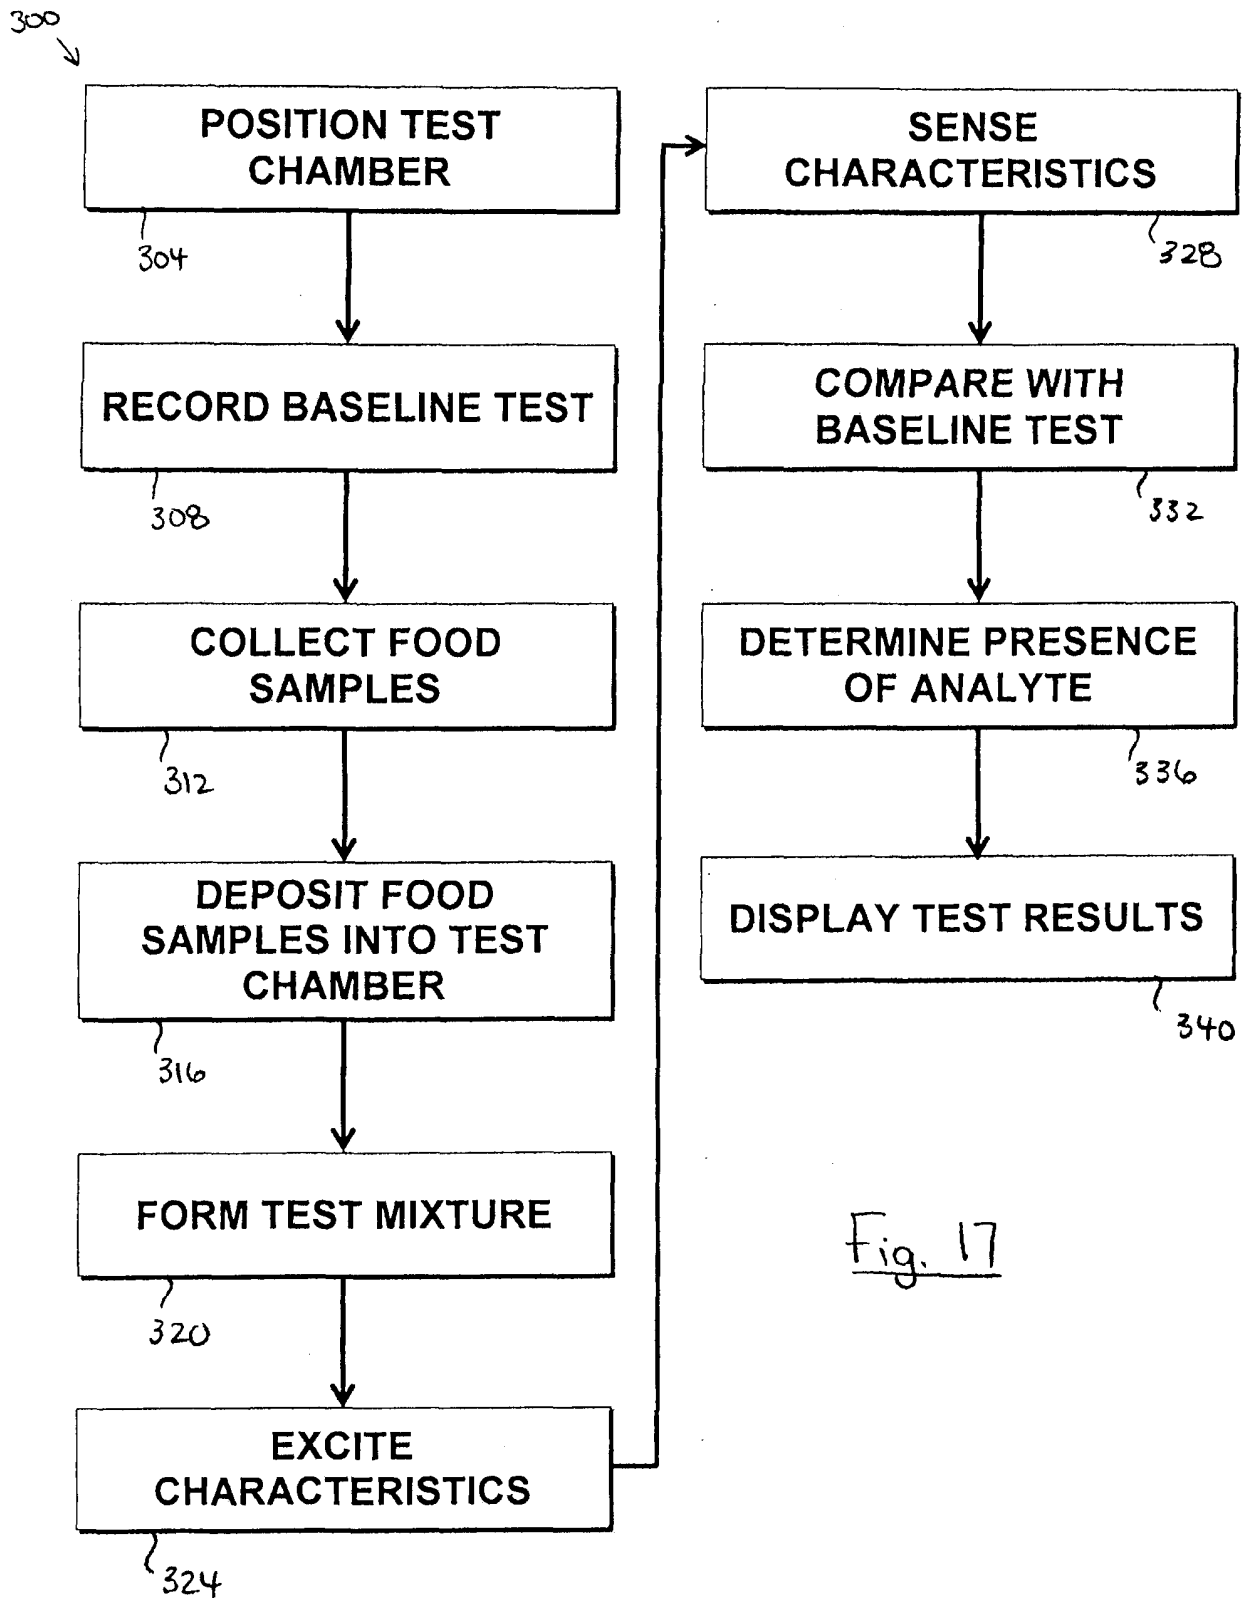 300
POSITION TEST
CHAMBER
304
RECORD BASELINE TEST
308
COLLECT FOOD
SAMPLES
312
DEPOSIT FOOD
SAMPLES INTO TEST
CHAMBER
316
FORM TEST MIXTURE
320
EXCITE
CHARACTERISTICS
324
SENSE
CHARACTERISTICS
328
COMPARE WITH
BASELINE TEST
332
DETERMINE PRESENCE
OF ANALYTE
336
DISPLAY TEST RESULTS
340
Fig. 17